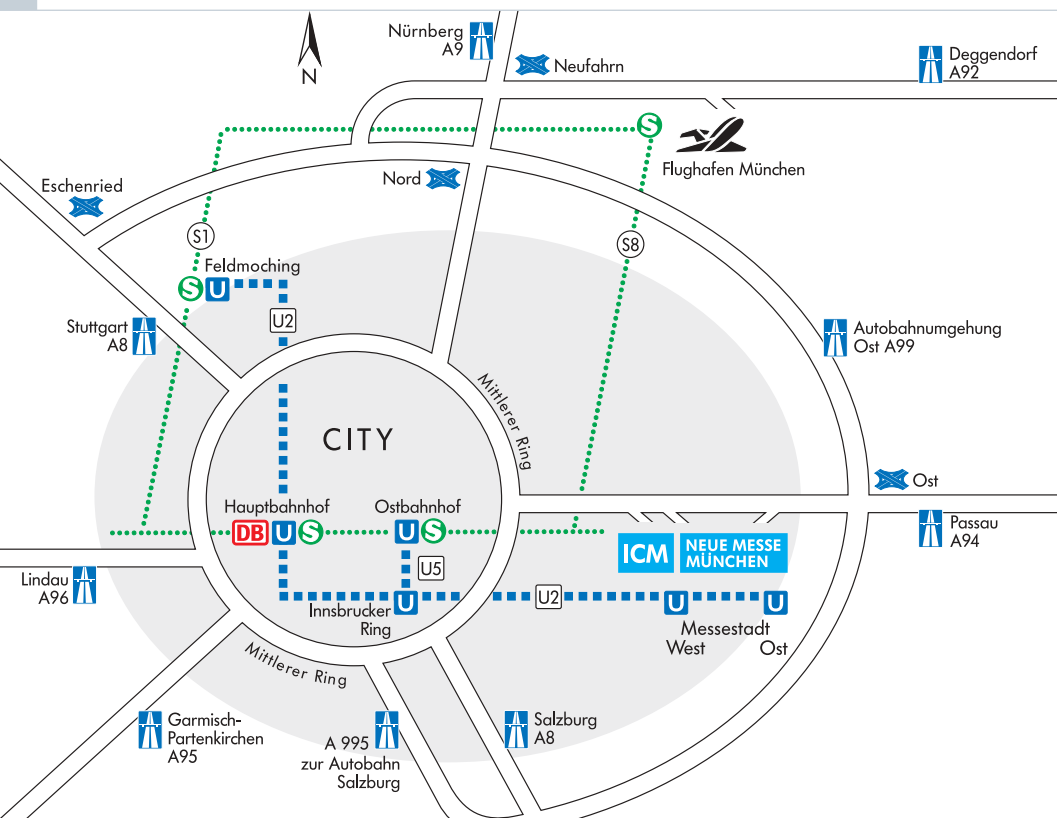 Nürnberg
A9
Neufahrn
Deggendorf
A92
N
S
Flughafen München
Nord
Eschenried
S1
S8
Feldmoching
S U
U2
Stuttgart
A8
Autobahnumgehung
Ost A99
Mittlerer Ring
CITY
Ost
Hauptbahnhof
DB U S
Ostbahnhof
U S
Passau
A94
ICM
NEUE MESSE
MÜNCHEN
U5
Lindau
A96
Innsbrucker
Ring
U
U2
U
U
Messestadt
West
Ost
Mittlerer Ring
Garmisch-
Partenkirchen
A95
A 995
zur Autobahn
Salzburg
Salzburg
A8